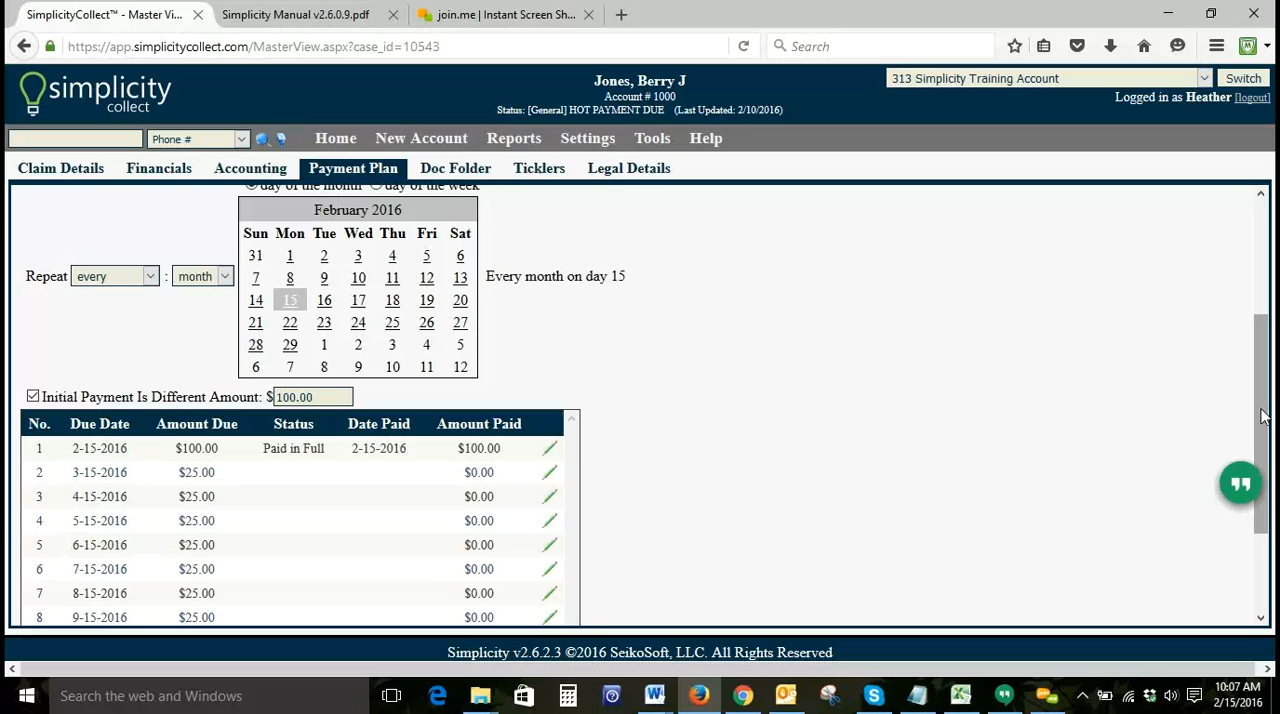 SimplicityCollect™ - Master Vi...
Simplicity Manual v2.6.0.9.pdf
join.me | Instant Screen Sh...
https://app.simplicitycollect.com/MasterView.aspx?case_id=10543
Search
simplicity
collect
Jones, Berry J
Account # 1000
Status: [General] HOT PAYMENT DUE (Last Updated: 2/10/2016)
313 Simplicity Training Account
Switch
Logged in as Heather [logout]
Phone #
Home New Account Reports Settings Tools Help
Claim Details Financials Accounting Payment Plan Doc Folder Ticklers Legal Details
day of the month day of the week
February 2016
Sun Mon Tue Wed Thu Fri Sat
31 1 2 3 4 5 6
7 8 9 10 11 12 13
Repeat every : month
Every month on day 15
14 15 16 17 18 19 20
21 22 23 24 25 26 27
28 29 1 2 3 4 5
6 7 8 9 10 11 12
Initial Payment Is Different Amount: $ 100.00
No. Due Date Amount Due Status Date Paid Amount Paid
1 2-15-2016 $100.00 Paid in Full 2-15-2016 $100.00
2 3-15-2016 $25.00 $0.00
3 4-15-2016 $25.00 $0.00
4 5-15-2016 $25.00 $0.00
5 6-15-2016 $25.00 $0.00
6 7-15-2016 $25.00 $0.00
7 8-15-2016 $25.00 $0.00
8 9-15-2016 $25.00 $0.00
Simplicity v2.6.2.3 ©2016 SeikoSoft, LLC. All Rights Reserved
Search the web and Windows
10:07 AM
2/15/2016